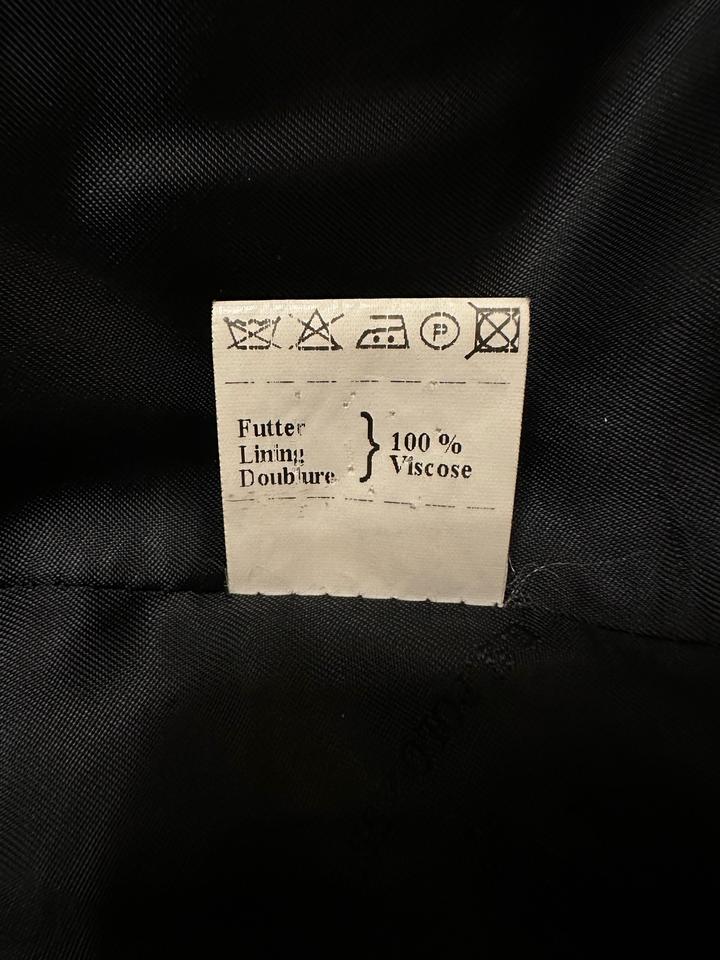 P
Futter
Lining
Doublure
100 %
Viscose